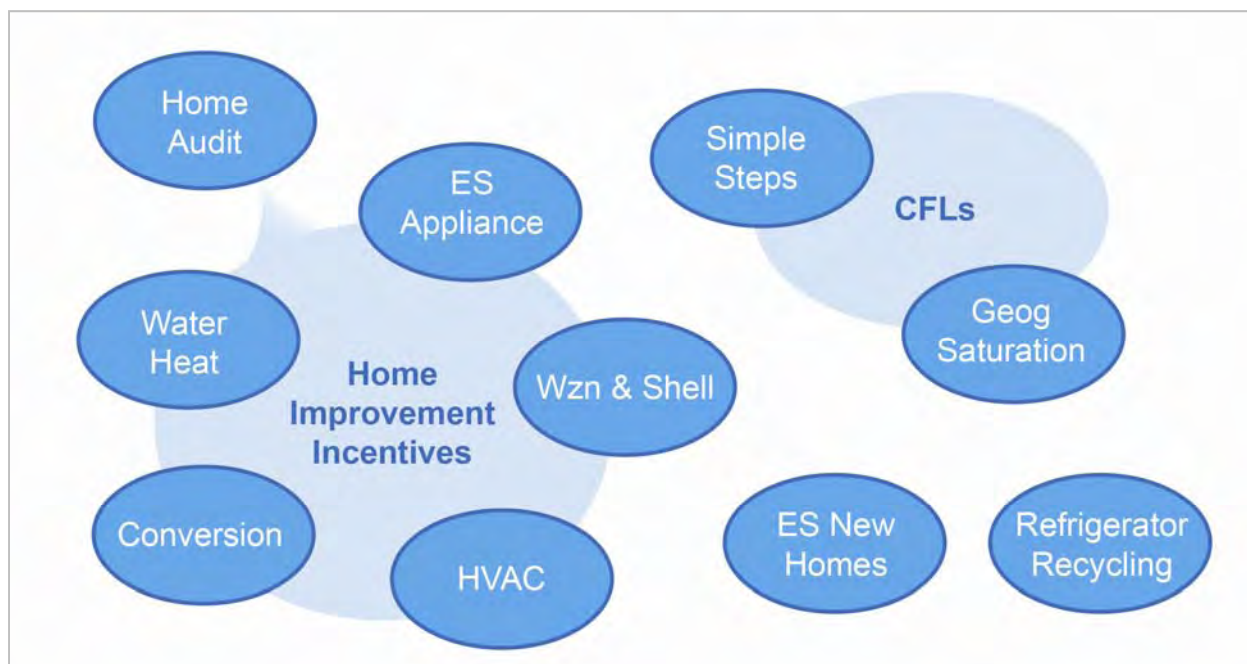 Home
Audit
ES
Appliance
Simple
Steps
CFLs
Water
Heat
Geog
Saturation
Home
Improvement
Incentives
Wzn & Shell
Conversion
HVAC
ES New
Homes
Refrigerator
Recycling